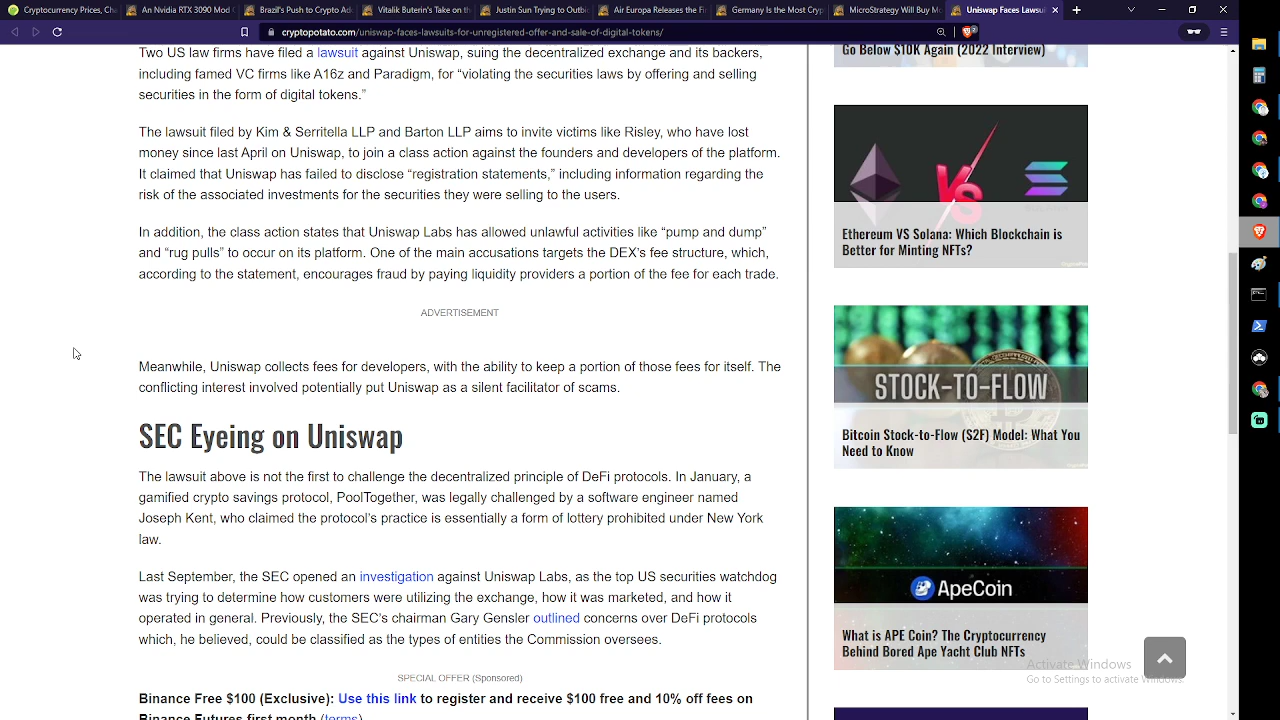 Cryptocurrency Prices,
An Nvidia RTX 3090 Mod
Brazil's Push to Crypto Ad
Vitalik Buterin's Take on th
Justin Sun Trying to Outb
Air Europa Releases the Fi
Germany Is the Most Cryp
MicroStrategy Will Buy M
Uniswap Faces Lawsuits
cryptopotato.com/uniswap-faces-lawsuits-for-unregistered-offer-and-sale-of-digital-tokens/
Two US law firms have filed a lawsuit against Uniswap, suing the decentralized exchange and its backers,
including famed VC firms like A16z and Paradigm, for “violating the securities laws by offering and selling
securities in the form of digital tokens.”
The lawsuit filed by Kim & Serritella LLP and Barton LLP aims to invite victims like Risley, who have lost
money since last April on Uniswap, to join a class action against the founders and developers of the platform.
It claimed that Uniswap has failed to disclose “registration statements,” including information regarding the
risk of the associated investments for the securities they were selling to the users.
In addition, the class action states that Uniswap Labs has allowed unlawful activities like “pump and dump”
and “rug pulls” to occur on its platform. One of the main accusations targets the DEX’s fee structure, which,
according to the statement, encourages fraud by paying liquidity providers a portion of the fee for each trade.
ADVERTISEMENT
Meanwhile, Uniswap collects fees for developers, with the ability to keep a portion of those fees for itself. The
conflicting interest involved potentially put Uniswap as a silent facilitator of scams.
SEC Eyeing on Uniswap
The lawsuit above is not the first to challenge the decentralized principle of DeFi protocols. In January, a
gamified crypto savings protocol, PoolTogether, was legally challenged by a software engineer named
Joseph Kent, who claimed the protocol’s practice is essentially a form of lottery prohibited under New York
law.
Last September, the SEC opened an investigation against Uniswap Labs, as the top US securities watchdog
was trying to learn how customers were utilizing the exchange, how it was marketed, and how it
operated in general. Previously, the SEC’s chairman Gary Gensler outlined concerns over DeFi protocols
which, he believed, could be classified as the types of entities the Commission oversees.
SPECIAL OFFER (Sponsored)
Binance Free $100 (Exclusive): Use this link to register and receive $100 free and 10% off fees on
Binance Futures first month (terms).
Go Below $10K Again (2022 Interview)
VS
Ethereum VS Solana: Which Blockchain is
Better for Minting NFTs?
STOCK-TO-FLOW
Bitcoin Stock-to-Flow (S2F) Model: What You
Need to Know
ApeCoin
What is APE Coin? The Cryptocurrency
Behind Bored Ape Yacht Club NFTs
Activate Windows
Go to Settings to activate Windows.